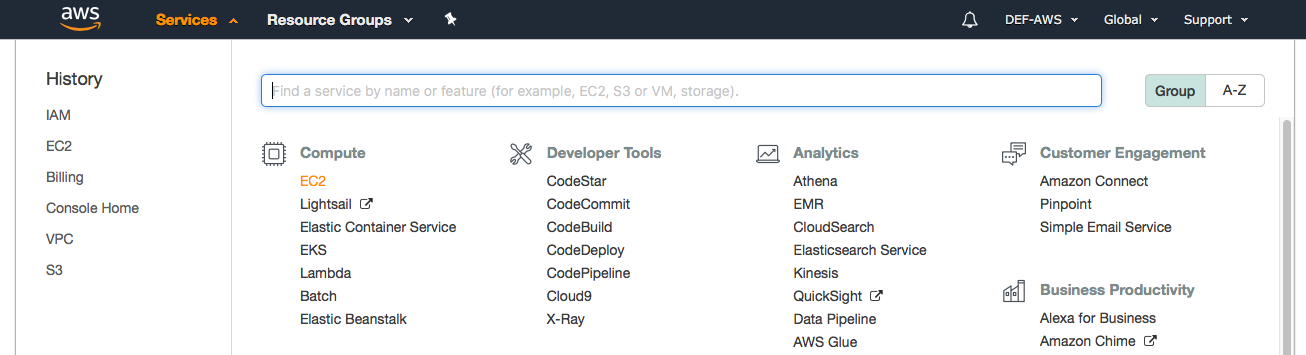 aws
Services
Resource Groups
DEF-AWS
Global
Support
History
IAM
EC2
Billing
Console Home
VPC
S3
Find a service by name or feature (for example, EC2, S3 or VM, storage).
Group
A-Z
Compute
EC2
Lightsail
Elastic Container Service
EKS
Lambda
Batch
Elastic Beanstalk
Developer Tools
CodeStar
CodeCommit
CodeBuild
CodeDeploy
CodePipeline
Cloud9
X-Ray
Analytics
Athena
EMR
CloudSearch
Elasticsearch Service
Kinesis
QuickSight
Data Pipeline
AWS Glue
Customer Engagement
Amazon Connect
Pinpoint
Simple Email Service
Business Productivity
Alexa for Business
Amazon Chime